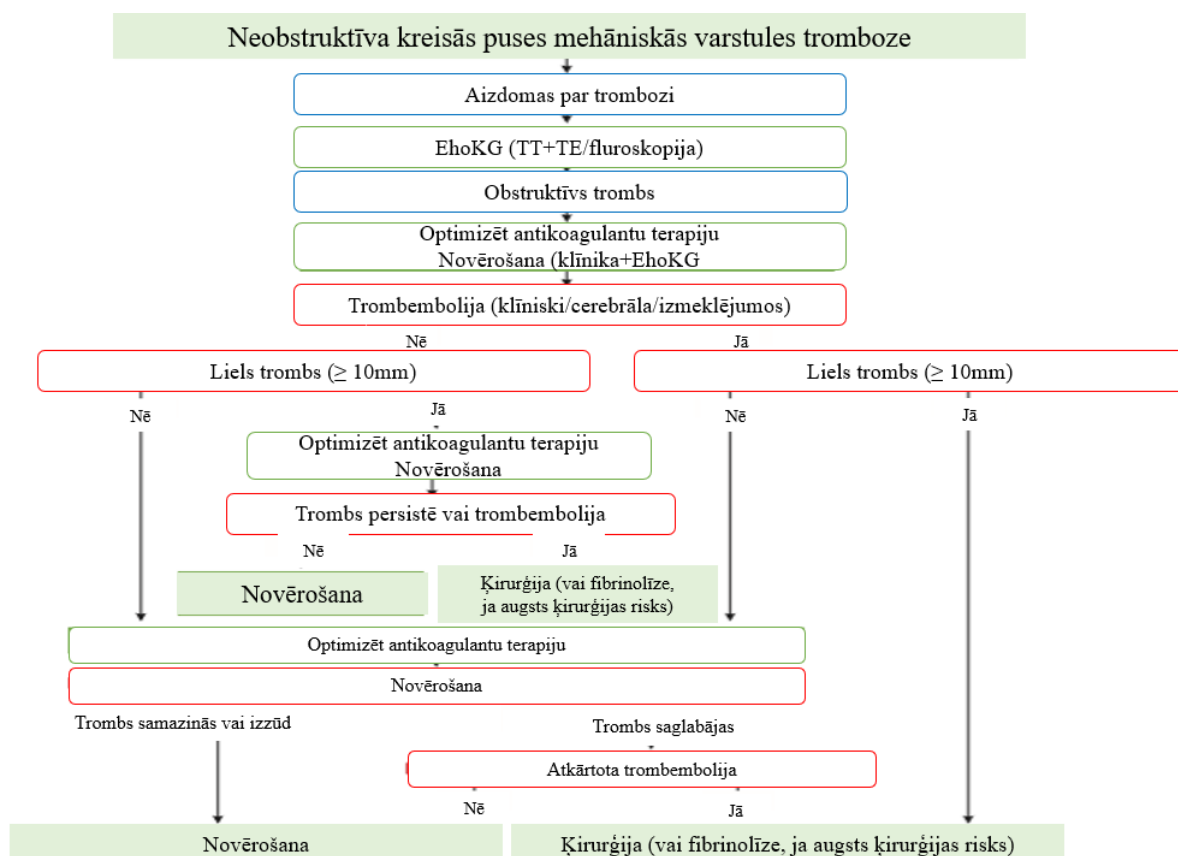 Neobstruktīva kreisās puses mehāniskās varstules tromboze
Aizdomas par trombozi
EhoKG (TT+TE/fluroskopija)
Obstruktīvs trombs
Optimizēt antikoagulantu terapiju
Novērošana (klīnika+EhoKG
Trombembolija (klīniski/cerebrāla/izmeklējumos)
Nē
Jā
Liels trombs (≥ 10mm)
Liels trombs (≥ 10mm)
Nē
Jā
Nē
Jā
Optimizēt antikoagulantu terapiju
Novērošana
Trombs persistē vai trombembolija
Nē
Jā
Novērošana
Ķirurģija (vai fibrinolīze,
ja augsts ķirurģijas risks)
Optimizēt antikoagulantu terapiju
Novērošana
Trombs samazinās vai izzūd
Trombs saglabājas
Atkārtota trombembolija
Nē
Jā
Novērošana
Ķirurģija (vai fibrinolīze, ja augsts ķirurģijas risks)